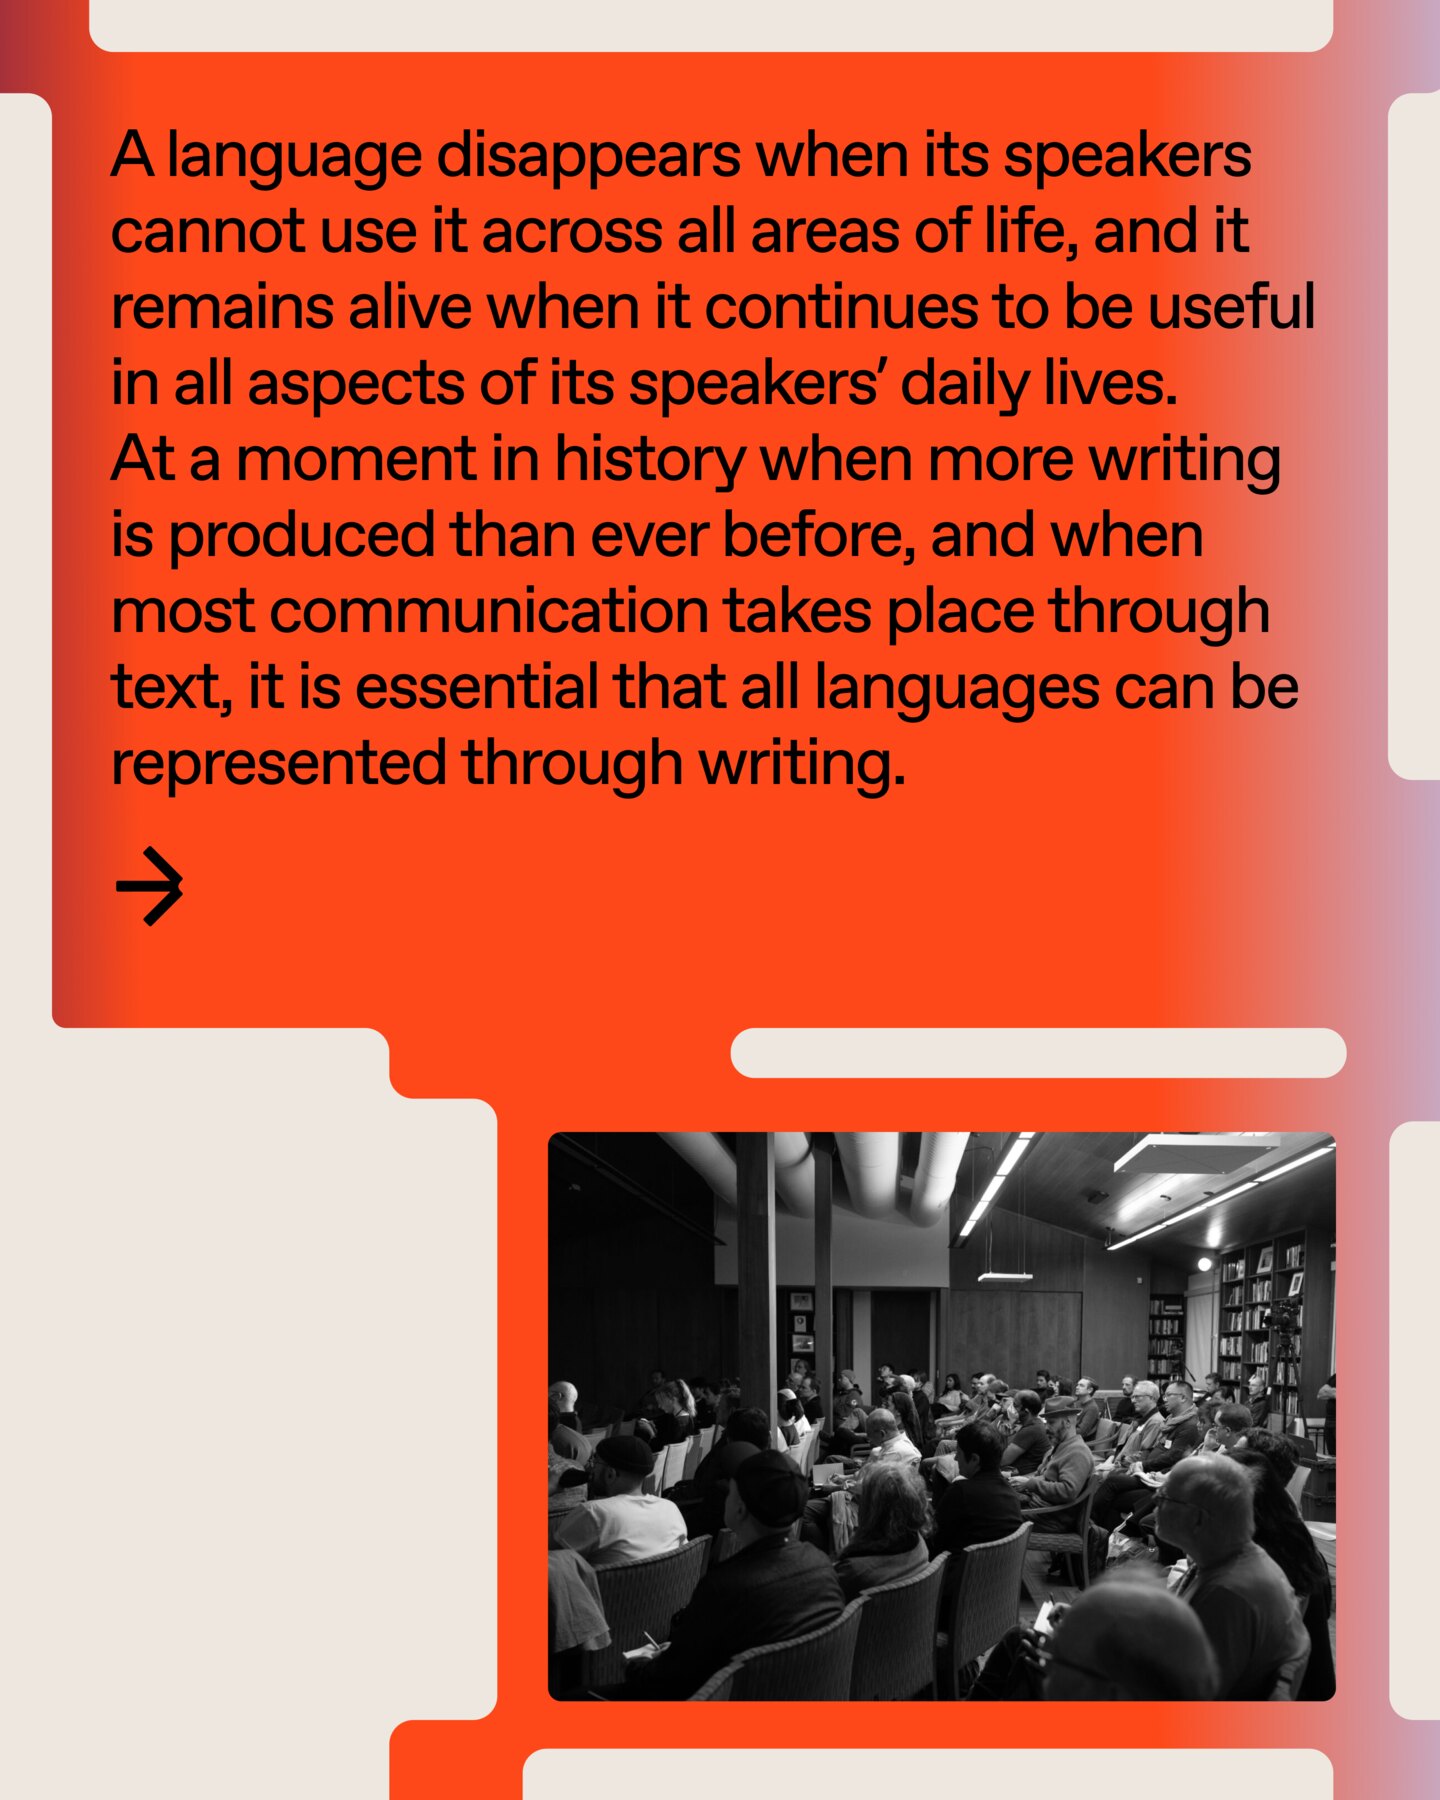 A language disappears when its speakers
cannot use it across all areas of life, and it
remains alive when it continues to be useful
in all aspects of its speakers’ daily lives.
At a moment in history when more writing
is produced than ever before, and when
most communication takes place through
text, it is essential that all languages can be
represented through writing.